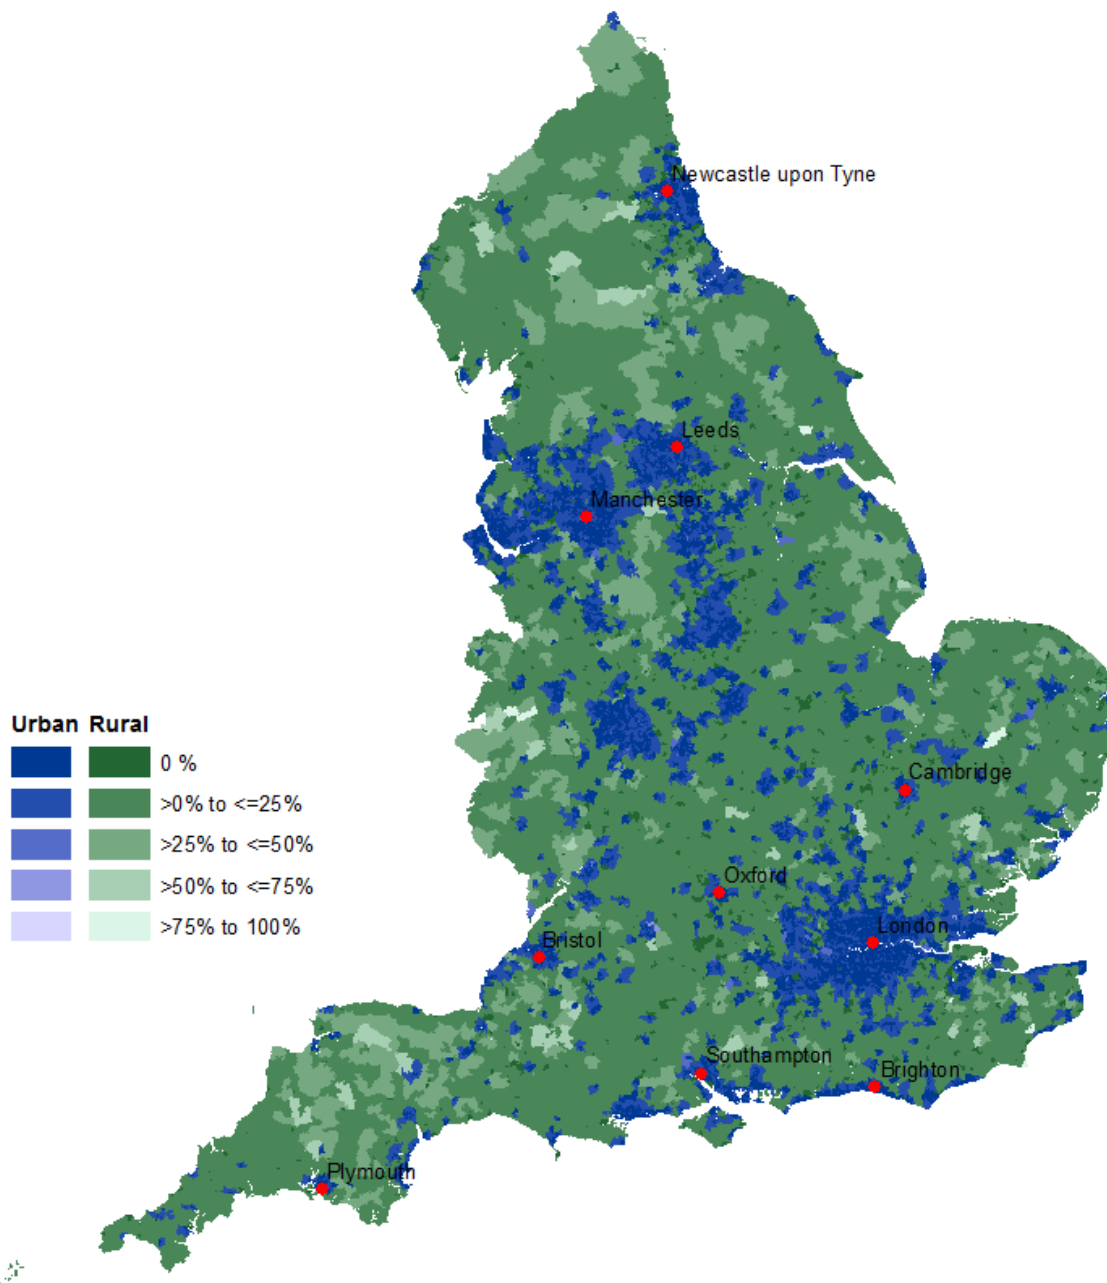 Newcastle upon Tyne
Leeds
Manchester
Urban Rural
0 %
>0% to <=25%
>25% to <=50%
>50% to <=75%
>75% to 100%
Cambridge
Oxford
London
Bristol
Southampton
Brighton
Plymouth